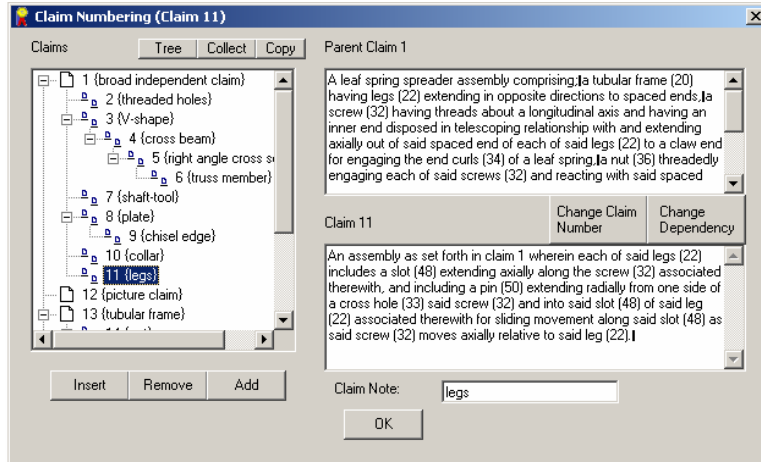 Claim Numbering (Claim 11)
Claims
Tree
Collect
Copy
1 {broad independent claim}
2 {threaded holes}
3 {V-shape}
4 {cross beam}
5 {right angle cross
6 {truss member}
7 {shaft-tool}
8 {plate}
9 {chisel edge}
10 {collar}
11 {legs}
12 {picture claim}
13 {tubular frame}
Insert
Remove
Add
Parent Claim 1
A leaf spring spreader assembly comprising;a tubular frame (20)
having legs (22) extending in opposite directions to spaced ends,a
screw (32) having threads about a longitudinal axis and having an
inner end disposed in telescoping relationship with and extending
axially out of said spaced end of each of said legs (22) to a claw end
for engaging the end curls (34) of a leaf spring,a nut (36) threadedly
engaging each of said screws (32) and reacting with said spaced
Claim 11
Change Claim
Number
Change
Dependency
An assembly as set forth in claim 1 wherein each of said legs (22)
includes a slot (48) extending axially along the screw (32) associated
therewith, and including a pin (50) extending radially from one side of
a cross hole (33) said screw (32) and into said slot (48) of said leg
(22) associated therewith for sliding movement along said slot (48) as
said screw (32) moves axially relative to said leg (22).
Claim Note:
legs
OK